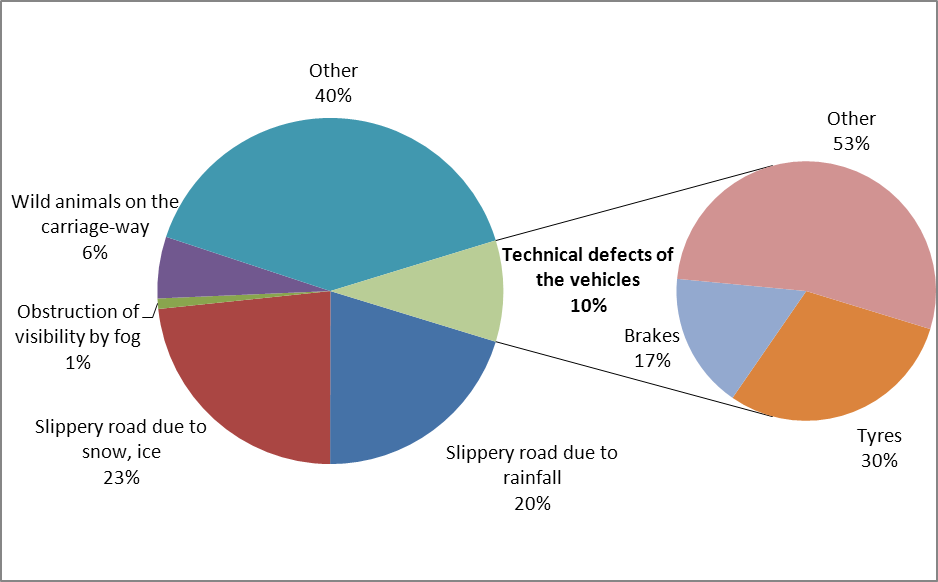 Other
40%
Other
53%
Wild animals on the
carriage-way
6%
Technical defects of
the vehicles
10%
Obstruction of
visibility by fog
1%
Brakes
17%
Slippery road due to
snow, ice
23%
Slippery road due to
rainfall
20%
Tyres
30%